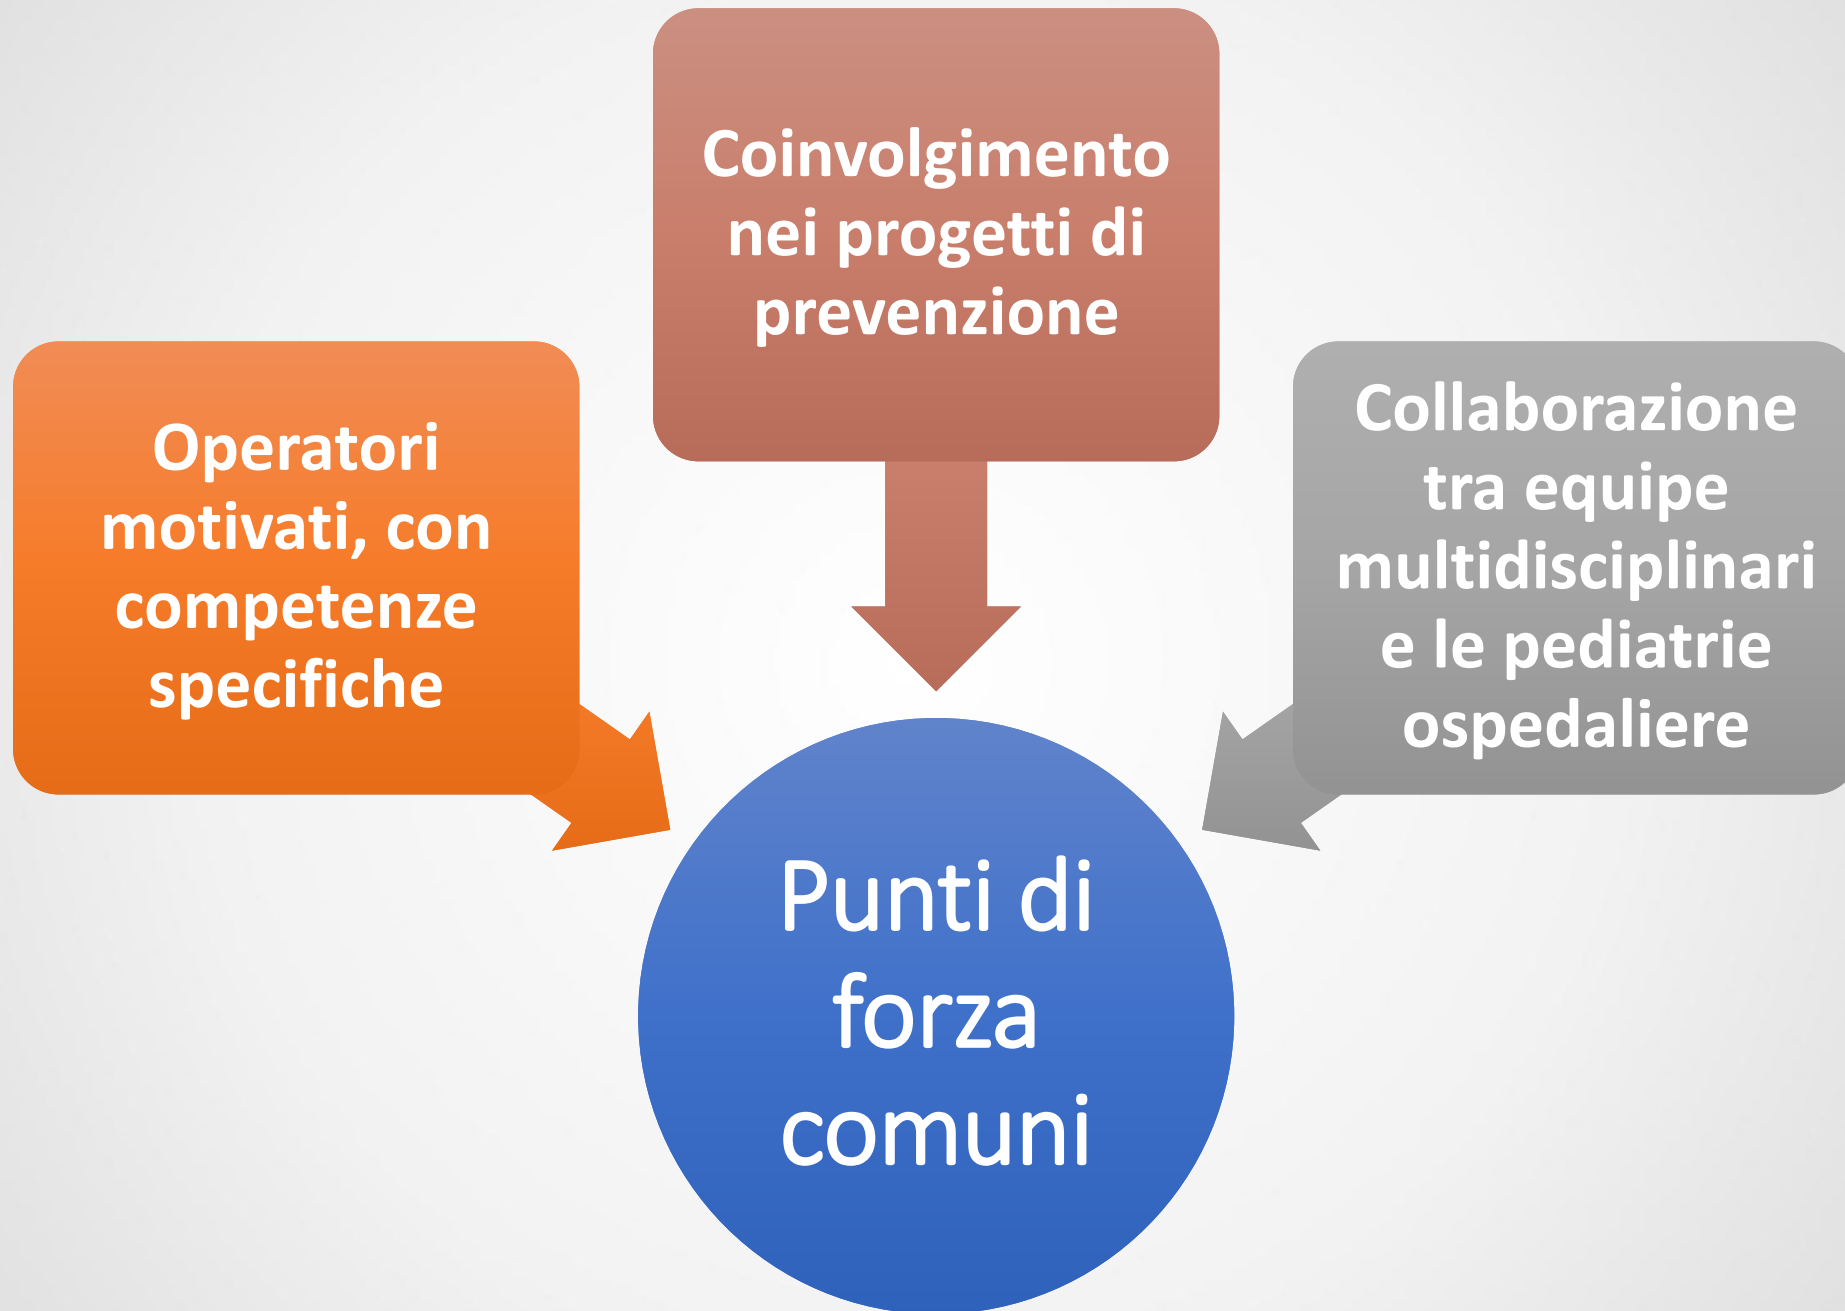 Coinvolgimento
nei progetti di
prevenzione
Operatori
motivati, con
competenze
specifiche
Collaborazione
tra equipe
multidisciplinari
e le pediatrie
ospedaliere
Punti di
forza
comuni